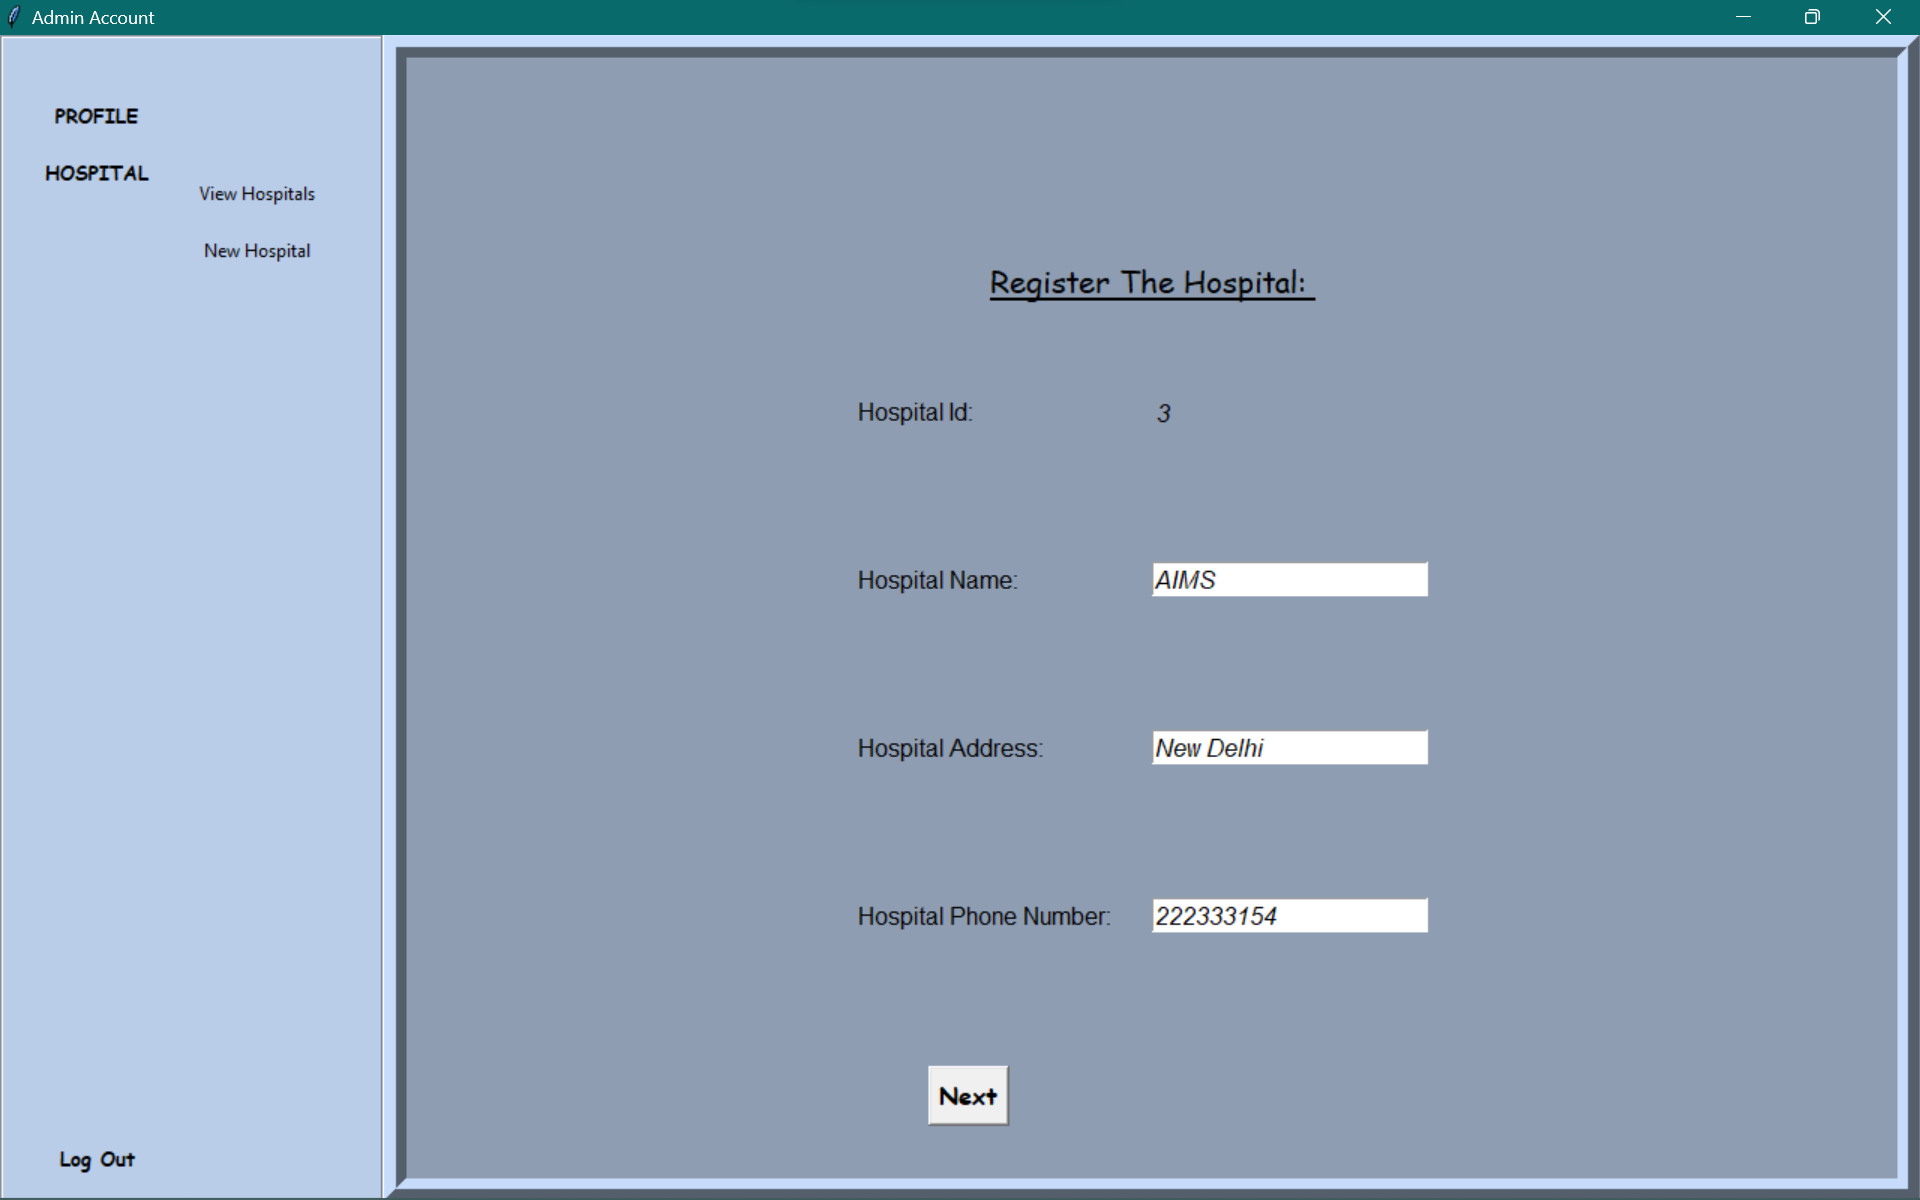 Admin Account
PROFILE
HOSPITAL
View Hospitals
New Hospital
Log Out
Register The Hospital:
Hospital Id: 3
Hospital Name: AIMS
Hospital Address: New Delhi
Hospital Phone Number: 222333154
Next